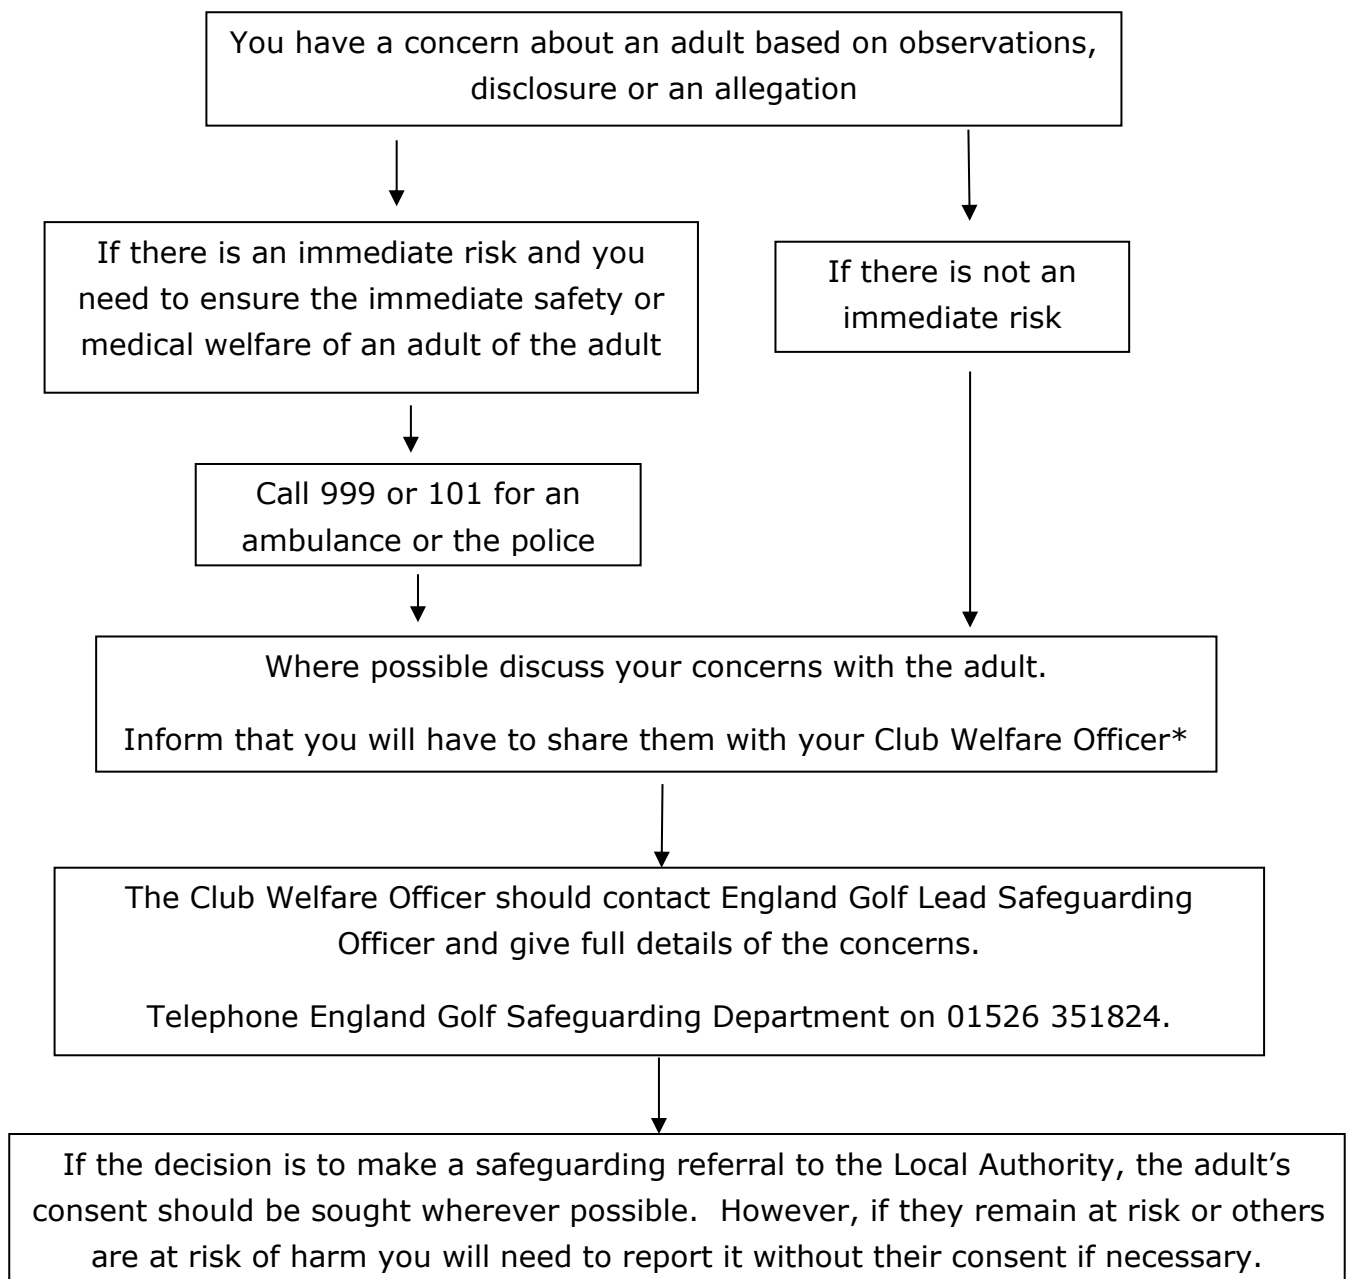 You have a concern about an adult based on observations,
disclosure or an allegation
If there is an immediate risk and you
need to ensure the immediate safety or
medical welfare of an adult of the adult
If there is not an
immediate risk
Call 999 or 101 for an
ambulance or the police
Where possible discuss your concerns with the adult.
Inform that you will have to share them with your Club Welfare Officer*
The Club Welfare Officer should contact England Golf Lead Safeguarding
Officer and give full details of the concerns.
Telephone England Golf Safeguarding Department on 01526 351824.
If the decision is to make a safeguarding referral to the Local Authority, the adult’s
consent should be sought wherever possible.  However, if they remain at risk or others
are at risk of harm you will need to report it without their consent if necessary.